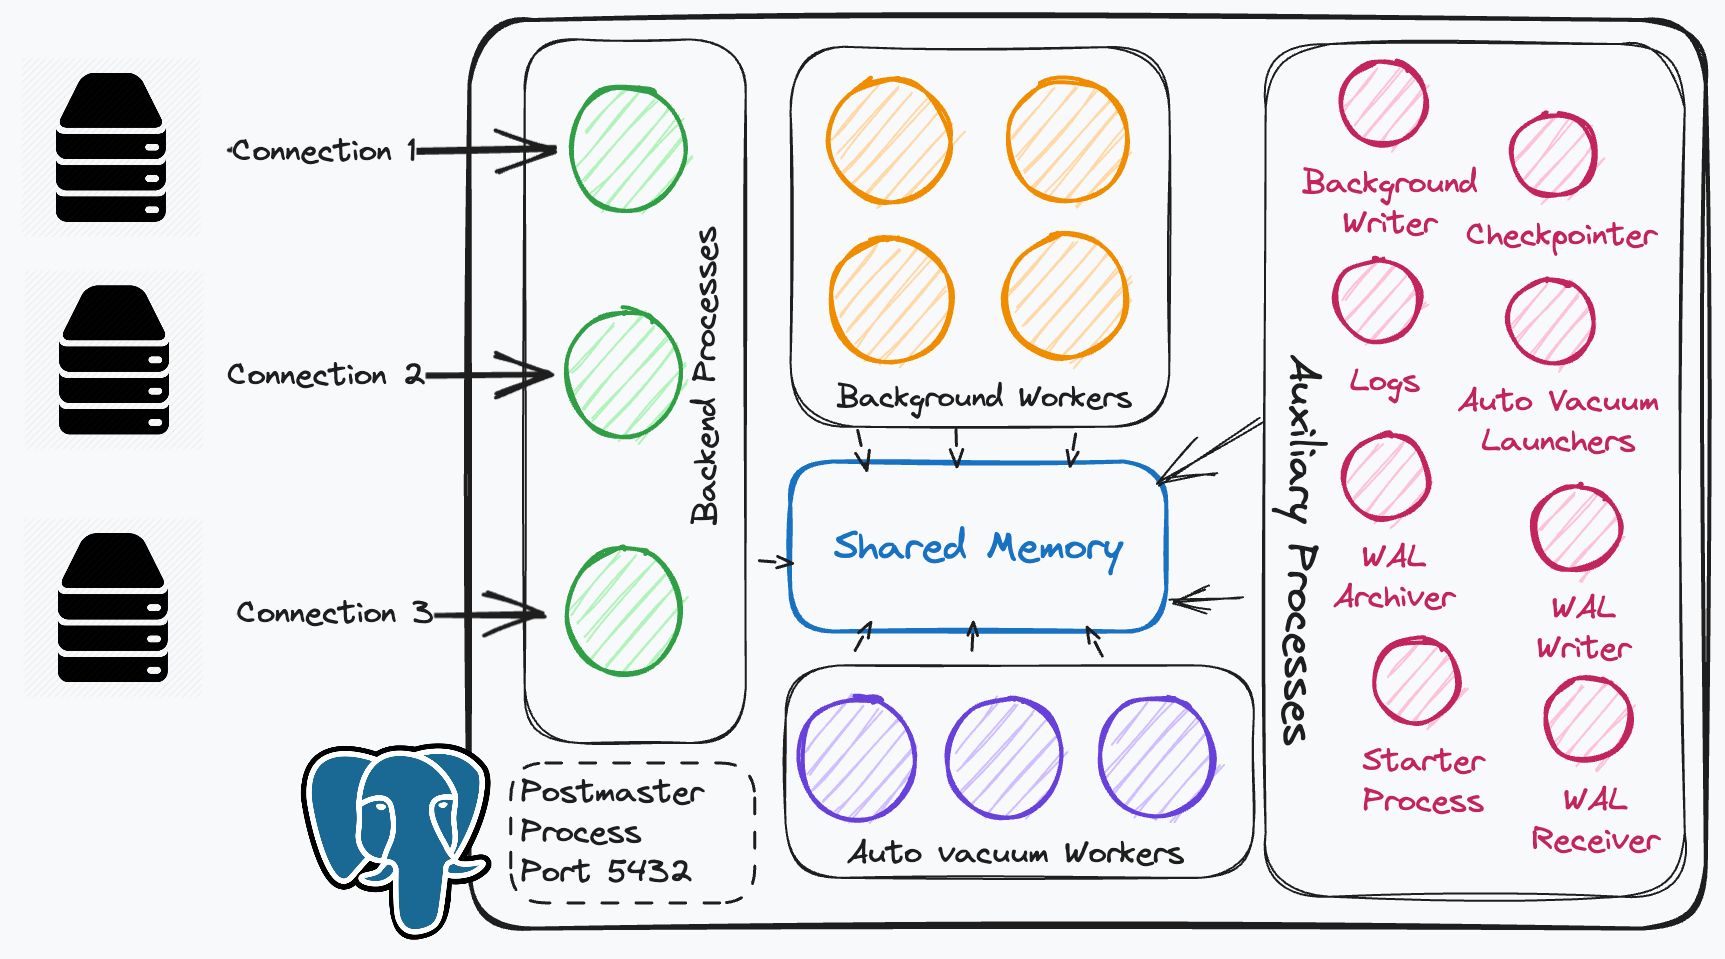 Connection 1
Connection 2
Connection 3
Backend Processes
Postmaster
Process
Port 5432
Background Workers
Shared Memory
Auto vacuum Workers
Auxiliary Processes
Background
Writer
Checkpointer
Logs
Auto Vacuum
Launchers
WAL
Archiver
WAL
Writer
Starter
Process
WAL
Receiver